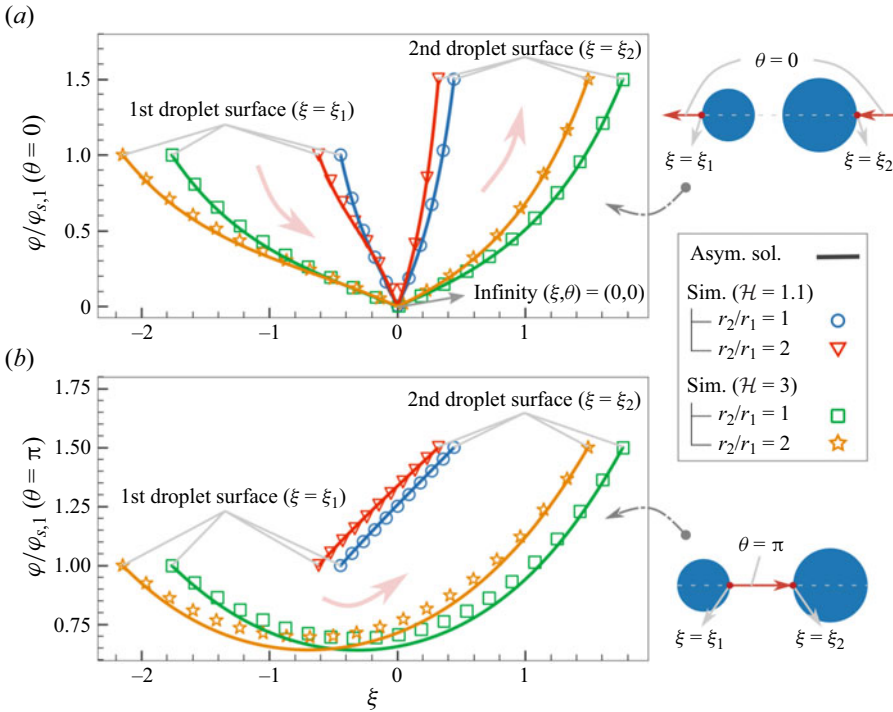 (a)
φ/φs,1 (θ = 0)
1.5
1.0
0.5
0
1st droplet surface (ξ = ξ1)
2nd droplet surface (ξ = ξ2)
Infinity (ξ,θ) = (0,0)
−2
−1
0
1
θ = 0
ξ = ξ1
ξ = ξ2
Asym. sol.
Sim. (ℋ = 1.1)
r2/r1 = 1
r2/r1 = 2
Sim. (ℋ = 3)
r2/r1 = 1
r2/r1 = 2
(b)
φ/φs,1 (θ = π)
1.75
1.50
1.25
1.00
0.75
1st droplet surface (ξ = ξ1)
2nd droplet surface (ξ = ξ2)
−2
−1
0
1
ξ
θ = π
ξ = ξ1
ξ = ξ2